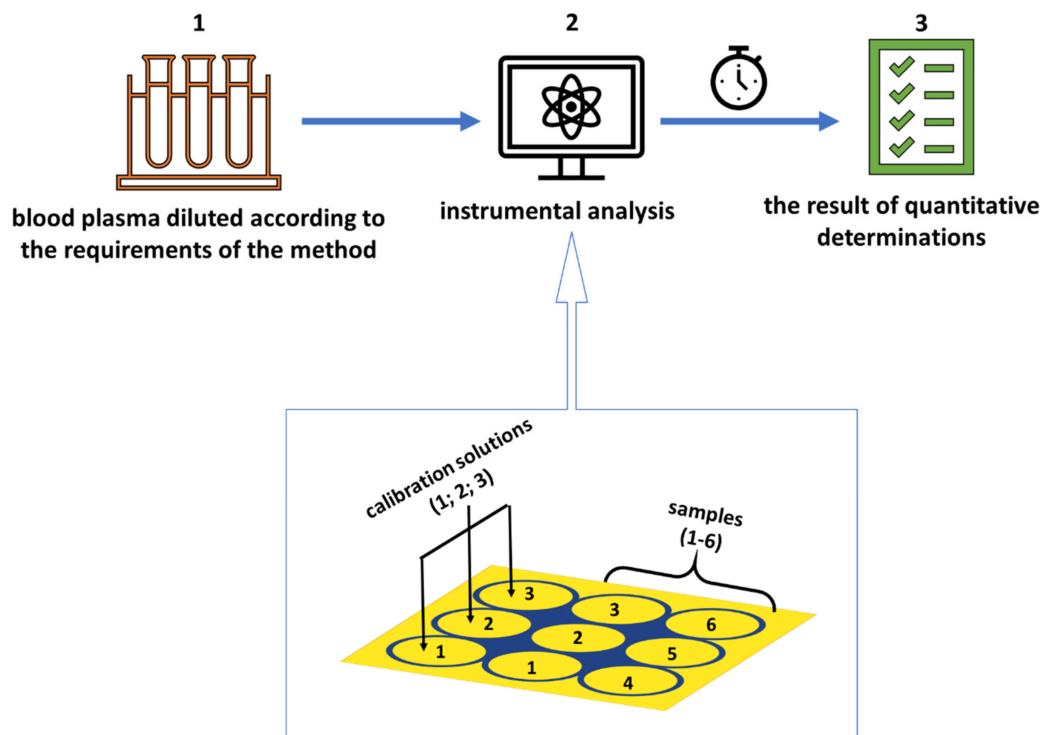 1
2
3
blood plasma diluted according to
the requirements of the method
instrumental analysis
the result of quantitative
determinations
calibration solutions
(1; 2; 3)
samples
(1-6)
3
3
6
2
2
5
1
1
4